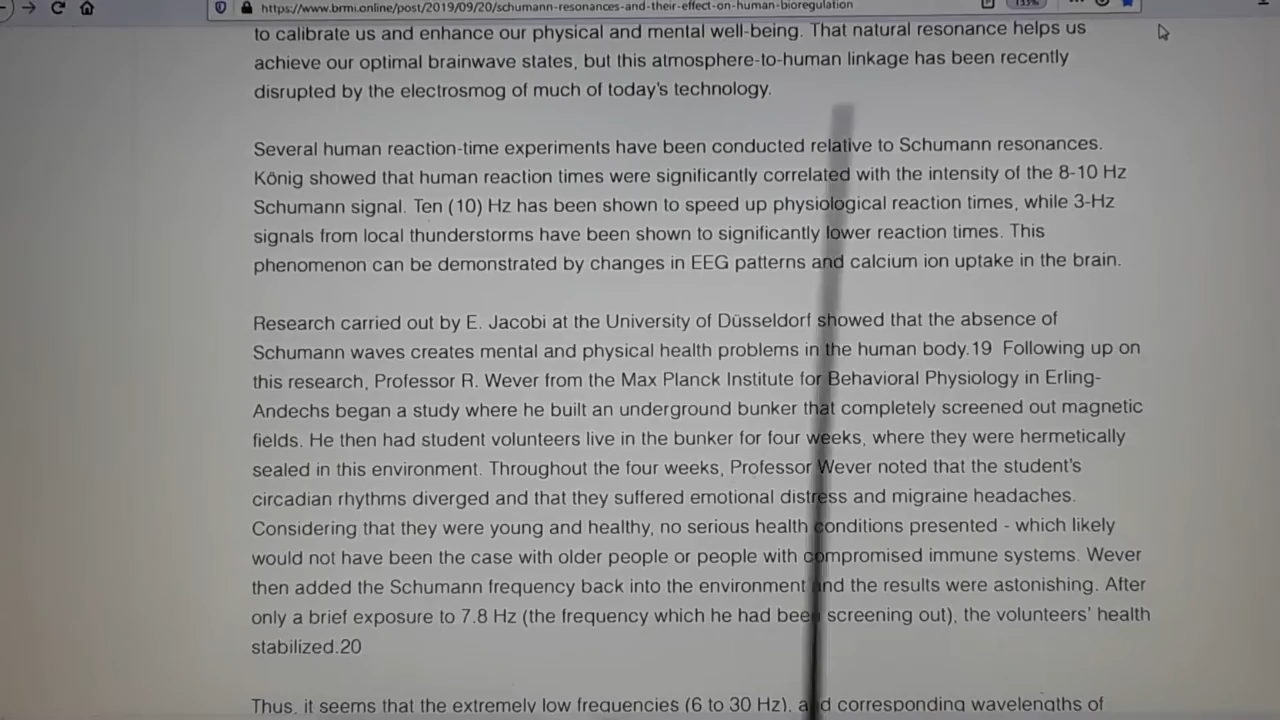 https://www.brmi.online/post/2019/09/20/schumann-resonances-and-their-effect-on-human-bioregulation
to calibrate us and enhance our physical and mental well-being. That natural resonance helps us
achieve our optimal brainwave states, but this atmosphere-to-human linkage has been recently
disrupted by the electrosmog of much of today's technology.
Several human reaction-time experiments have been conducted relative to Schumann resonances.
König showed that human reaction times were significantly correlated with the intensity of the 8-10 Hz
Schumann signal. Ten (10) Hz has been shown to speed up physiological reaction times, while 3-Hz
signals from local thunderstorms have been shown to significantly lower reaction times. This
phenomenon can be demonstrated by changes in EEG patterns and calcium ion uptake in the brain.
Research carried out by E. Jacobi at the University of Düsseldorf showed that the absence of
Schumann waves creates mental and physical health problems in the human body.19 Following up on
this research, Professor R. Wever from the Max Planck Institute for Behavioral Physiology in Erling-
Andechs began a study where he built an underground bunker that completely screened out magnetic
fields. He then had student volunteers live in the bunker for four weeks, where they were hermetically
sealed in this environment. Throughout the four weeks, Professor Wever noted that the student's
circadian rhythms diverged and that they suffered emotional distress and migraine headaches.
Considering that they were young and healthy, no serious health conditions presented - which likely
would not have been the case with older people or people with compromised immune systems. Wever
then added the Schumann frequency back into the environment and the results were astonishing. After
only a brief exposure to 7.8 Hz (the frequency which he had been screening out), the volunteers' health
stabilized.20
Thus, it seems that the extremely low frequencies (6 to 30 Hz), and corresponding wavelengths of